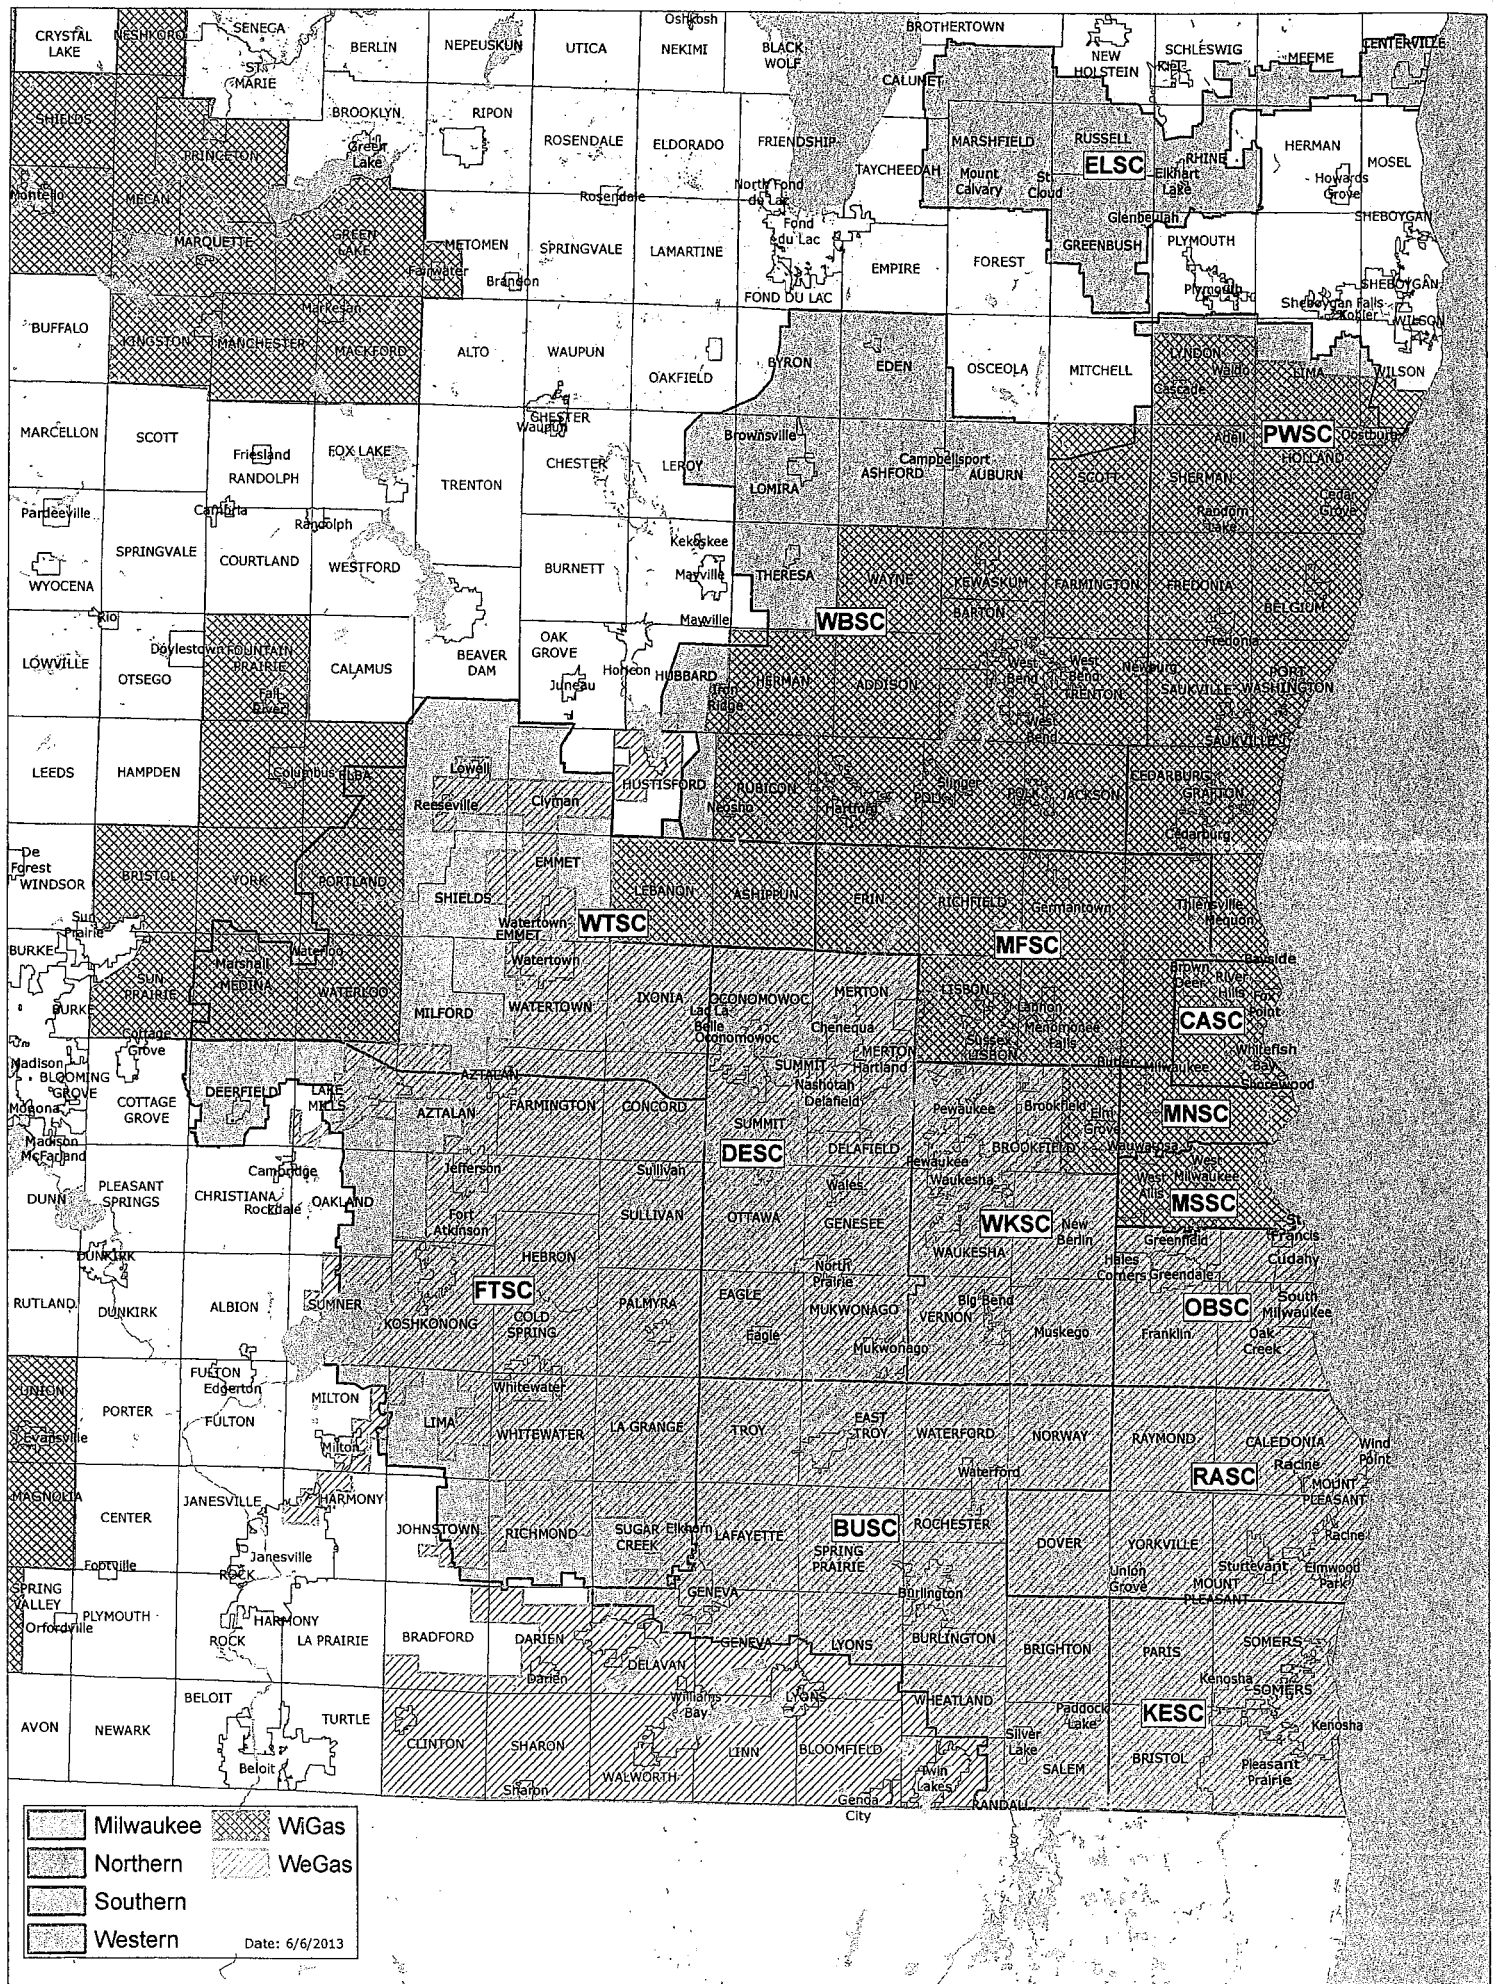 CRYSTAL
LAKE
NESHKORO
SENECA
ST.
MARIE
BERLIN
NEPEUSKUN
UTICA
Oshkosh
NEKIMI
BLACK
WOLF
BROTHERTOWN
CALUMET
NEW
HOLSTEIN
SCHLESWIG
Kiel
MEEME
CENTERVILLE
SHIELDS
PRINCETON
BROOKLYN
Green
Lake
RIPON
ROSENDALE
ELDORADO
FRIENDSHIP
TAYCHEEDAH
MARSHFIELD
RUSSELL
ELSC
RHINE
Elkhart
Lake
HERMAN
MOSEL
Howards
Grove
Montello
MECAN
Rosendale
North Fond
du Lac
Mount
Calvary
St.
Cloud
MARQUETTE
GREEN
LAKE
METOMEN
Fairwater
Brandon
SPRINGVALE
LAMARTINE
Fond
du Lac
FOND DU LAC
EMPIRE
FOREST
Glenbeulah
GREENBUSH
PLYMOUTH
Plymouth
SHEBOYGAN
SHEBOYGAN
Sheboygan Falls
Kohler
WILSON
BUFFALO
KINGSTON
MANCHESTER
Markesan
MACKFORD
ALTO
WAUPUN
OAKFIELD
BYRON
EDEN
OSCEOLA
MITCHELL
LYNDON
Waldo
Cascade
LIMA
WILSON
MARCELLON
SCOTT
Friesland
RANDOLPH
FOX LAKE
CHESTER
Waupun
CHESTER
LEROY
Brownsville
LOMIRA
ASHFORD
Campbellsport
AUBURN
SCOTT
SHERMAN
Adell
PWSC
Oostburg
HOLLAND
Random
Lake
Cedar
Grove
Pardeeville
Cambria
Randolph
TRENTON
SPRINGVALE
COURTLAND
WESTFORD
WYOCENA
BURNETT
Kekoskee
Mayville
Mayville
THERESA
WAYNE
KEWASKUM
FARMINGTON
FREDONIA
BELGIUM
BARTON
WBSC
Rio
Doylestown
FOUNTAIN
PRAIRIE
Fall
River
LOWVILLE
OTSEGO
CALAMUS
BEAVER
DAM
OAK
GROVE
Juneau
Horicon
HUBBARD
Iron
Ridge
HERMAN
ADDISON
West
Bend
West
Bend
TRENTON
West
Bend
Newburg
Fredonia
SAUKVILLE
PORT
WASHINGTON
SAUKVILLE
LEEDS
HAMPDEN
Columbus
ELBA
Lowell
Reeseville
Clyman
HUSTISFORD
Neosho
RUBICON
Hartford
Slinger
POLK
POLK
JACKSON
CEDARBURG
GRAFTON
Cedarburg
De
Forest
WINDSOR
BRISTOL
YORK
PORTLAND
EMMET
SHIELDS
LEBANON
ASHIPPUN
ERIN
RICHFIELD
Germantown
Thiensville
Mequon
Sun
Prairie
BURKE
SUN
PRAIRIE
Marshall
MEDINA
Waterloo
WATERLOO
Watertown
EMMET
Watertown
WTSC
MFSC
Bayside
BURKE
MILFORD
WATERTOWN
IXONIA
OCONOMOWOC
Lac La
Belle
Oconomowoc
MERTON
Chenequa
LISBON
Lannon
Menomonee
Falls
Sussex
LISBON
Brown
Deer
River
Hills
Fox
Point
CASC
Cottage
Grove
Madison
BLOOMING
GROVE
Monona
COTTAGE
GROVE
DEERFIELD
LAKE
MILLS
AZTALAN
AZTALAN
FARMINGTON
CONCORD
SUMMIT
Nashotah
Delafield
MERTON
Hartland
Butler
Milwaukee
Whitefish
Bay
Shorewood
Pewaukee
Brookfield
Elm
Grove
MNSC
Madison
McFarland
SUMMIT
DESC
DELAFIELD
Pewaukee
BROOKFIELD
Wauwatosa
DUNN
PLEASANT
SPRINGS
CHRISTIANA
Cambridge
Rockdale
OAKLAND
Jefferson
Sullivan
Wales
Waukesha
West
Allis
West
Milwaukee
MSSC
Fort
Atkinson
SULLIVAN
OTTAWA
GENESEE
WKSC
New
Berlin
WAUKESHA
St.
Francis
Greenfield
Cudahy
DUNKIRK
HEBRON
North
Prairie
Hales
Corners
Greendale
RUTLAND
DUNKIRK
ALBION
SUMNER
FTSC
KOSHKONONG
COLD
SPRING
PALMYRA
EAGLE
Eagle
MUKWONAGO
Mukwonago
VERNON
Big Bend
Muskego
OBSC
South
Milwaukee
Franklin
Oak
Creek
UNION
Evansville
PORTER
FULTON
Edgerton
FULTON
MILTON
Milton
LIMA
Whitewater
WHITEWATER
LA GRANGE
TROY
EAST
TROY
WATERFORD
NORWAY
RAYMOND
CALEDONIA
Wind
Point
Waterford
RASC
Racine
MOUNT
PLEASANT
MAGNOLIA
CENTER
JANESVILLE
HARMONY
JOHNSTOWN
RICHMOND
SUGAR
CREEK
Elkhorn
LAFAYETTE
BUSC
SPRING
PRAIRIE
ROCHESTER
DOVER
YORKVILLE
Racine
Sturtevant
Elmwood
Park
Footville
Janesville
ROCK
Union
Grove
MOUNT
PLEASANT
SPRING
VALLEY
Orfordville
PLYMOUTH
HARMONY
ROCK
LA PRAIRIE
BRADFORD
DARIEN
Darien
GENEVA
GENEVA
LYONS
Burlington
BURLINGTON
BRIGHTON
PARIS
SOMERS
DELAVAN
Williams
Bay
LYONS
WHEATLAND
Paddock
Lake
KESC
Kenosha
SOMERS
Kenosha
AVON
NEWARK
BELOIT
TURTLE
Beloit
CLINTON
SHARON
Sharon
WALWORTH
LINN
BLOOMFIELD
Genoa
City
Twin
Lakes
RANDALL
Silver
Lake
SALEM
BRISTOL
Pleasant
Prairie
Milwaukee
WiGas
Northern
WeGas
Southern
Western
Date: 6/6/2013